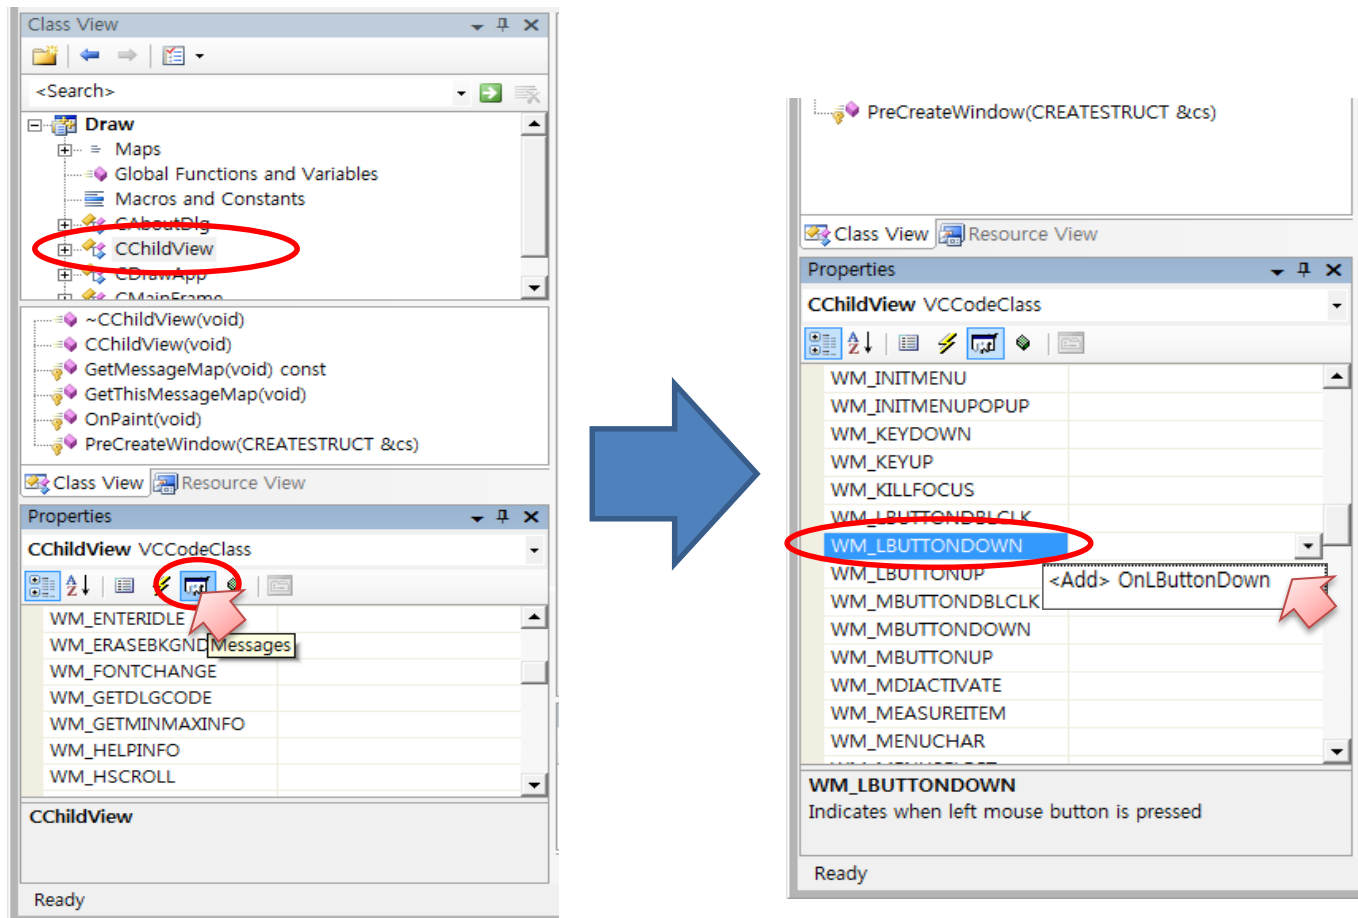 Class View
<Search>
Draw
Maps
Global Functions and Variables
Macros and Constants
CAboutDlg
CChildView
CDrawApp
CMainFrame
~CChildView(void)
CChildView(void)
GetMessageMap(void) const
GetThisMessageMap(void)
OnPaint(void)
PreCreateWindow(CREATESTRUCT &cs)
Class View Resource View
Properties
CChildView VCCodeClass
WM_ENTERIDLE
WM_ERASEBKGND Messages
WM_FONTCHANGE
WM_GETDLGCODE
WM_GETMINMAXINFO
WM_HELPINFO
WM_HSCROLL
CChildView
Ready
PreCreateWindow(CREATESTRUCT &cs)
Class View Resource View
Properties
CChildView VCCodeClass
WM_INITMENU
WM_INITMENUPOPUP
WM_KEYDOWN
WM_KEYUP
WM_KILLFOCUS
WM_LBUTTONDBLCLK
WM_LBUTTONDOWN
WM_LBUTTONUP
<Add> OnLButtonDown
WM_MBUTTONDBLCLK
WM_MBUTTONDOWN
WM_MBUTTONUP
WM_MDIACTIVATE
WM_MEASUREITEM
WM_MENUCHAR
WM_LBUTTONDOWN
Indicates when left mouse button is pressed
Ready